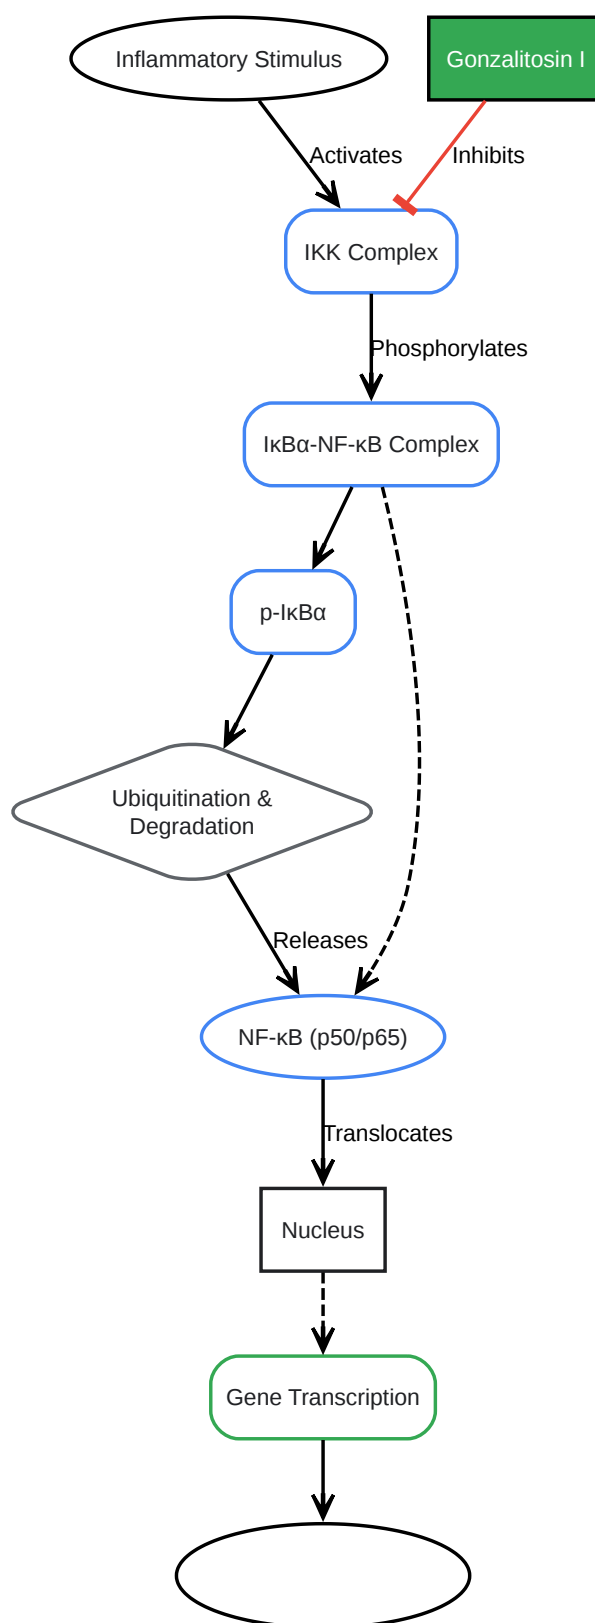 Inflammatory Stimulus
Gonzalitosin I
Activates
Inhibits
IKK Complex
Phosphorylates
IκBα-NF-κB Complex
p-IκBα
Ubiquitination &
Degradation
Releases
NF-κB (p50/p65)
Translocates
Nucleus
Gene Transcription